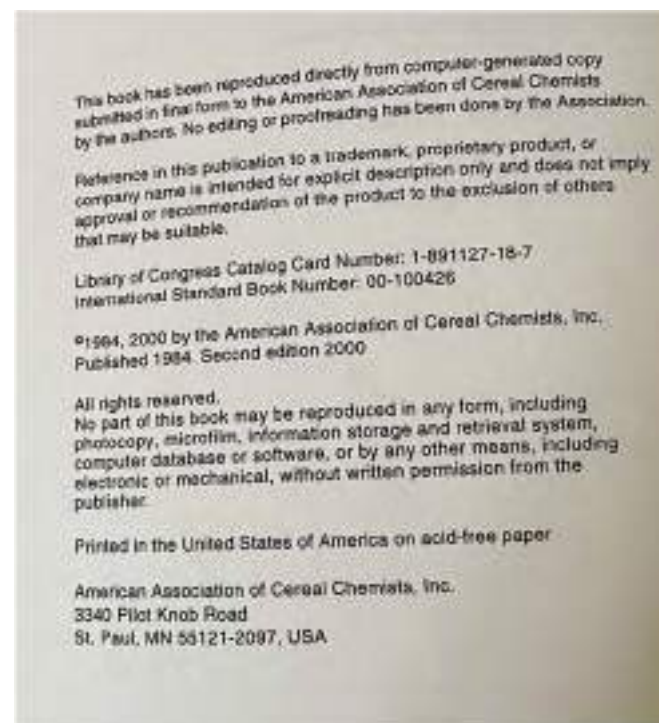 This book has been reproduced directly from computer-generated copy
submitted in final form to the American Association of Cereal Chemists
by the authors. No editing or proofreading has been done by the Association.
Reference in this publication to a trademark, proprietary product, or
company name is intended for explicit description only and does not imply
approval or recommendation of the product to the exclusion of others
that may be suitable.
Library of Congress Catalog Card Number: 1-891127-18-7
International Standard Book Number: 00-100426
©1984, 2000 by the American Association of Cereal Chemists, Inc.
Published 1984. Second edition 2000
All rights reserved.
No part of this book may be reproduced in any form, including
photocopy, microfilm, information storage and retrieval system,
computer database or software, or by any other means, including
electronic or mechanical, without written permission from the
publisher.
Printed in the United States of America on acid-free paper
American Association of Cereal Chemists, Inc.
3340 Pilot Knob Road
St. Paul, MN 55121-2097, USA